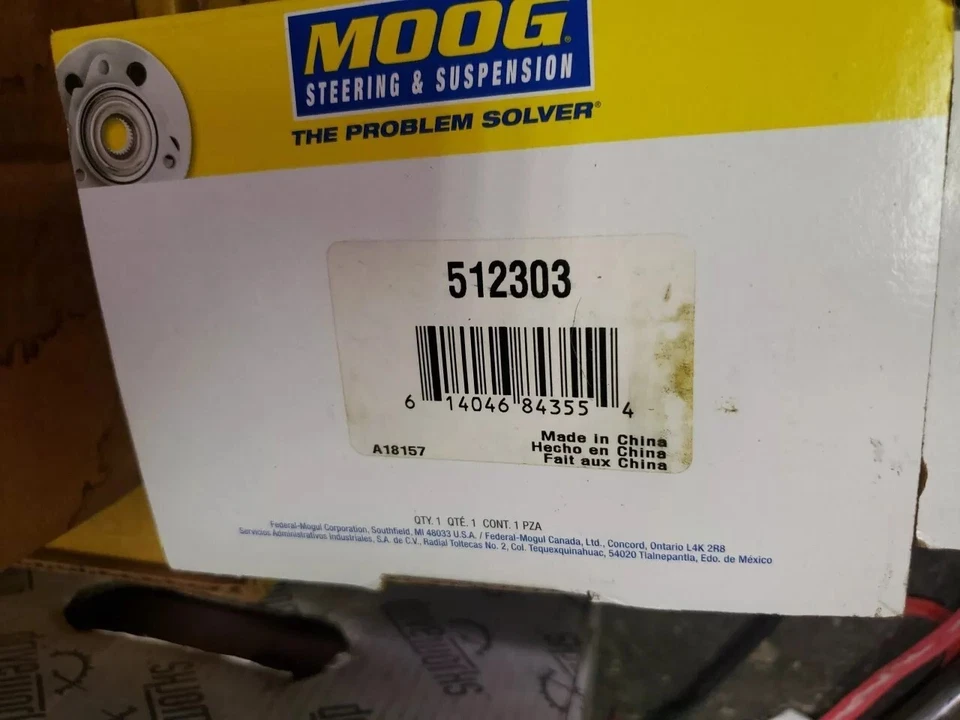 MOOG®
STEERING & SUSPENSION
THE PROBLEM SOLVER®
512303
6 14046 84355 4
A18157
Made in China
Hecho en China
Fait aux China
QTY. 1 QTÉ. 1 CONT. 1 PZA
Federal-Mogul Corporation, Southfield, MI 48033 U.S.A. / Federal-Mogul Canada, Ltd., Concord, Ontario L4K 2R8
Servicios Administrativos Industriales, S.A. de C.V., Radial Toltecas No. 2, Col. Tequexquinahuac, 54020 Tlalnepantla, Edo. de México